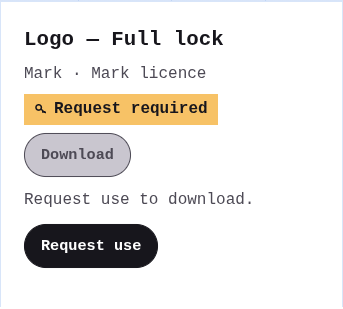 Logo — Full lock
Mark · Mark licence
Request required
Download
Request use to download.
Request use